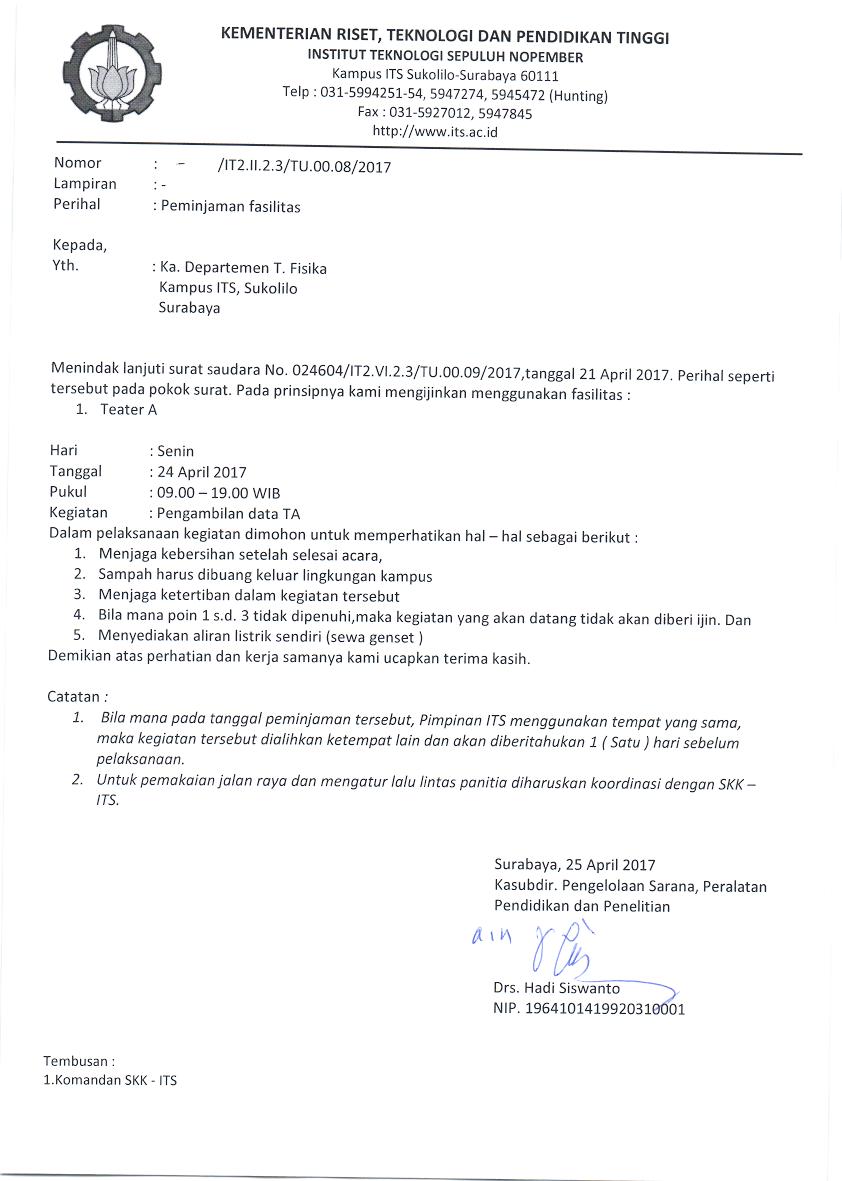 KEMENTERIAN RISET, TEKNOLOGI DAN PENDIDIKAN TINGGI
INSTITUT TEKNOLOGI SEPULUH NOPEMBER
Kampus ITS Sukolilo-Surabaya 60111
Telp : 031-5994251-54, 5947274, 5945472 (Hunting)
Fax : 031-5927012, 5947845
http://www.its.ac.id
Nomor : - /IT2.II.2.3/TU.00.08/2017
Lampiran : -
Perihal : Peminjaman fasilitas
Kepada,
Yth. : Ka. Departemen T. Fisika
Kampus ITS, Sukolilo
Surabaya
Menindak lanjuti surat saudara No. 024604/IT2.VI.2.3/TU.00.09/2017,tanggal 21 April 2017. Perihal seperti
tersebut pada pokok surat. Pada prinsipnya kami mengijinkan menggunakan fasilitas :
1. Teater A
Hari : Senin
Tanggal : 24 April 2017
Pukul : 09.00 – 19.00 WIB
Kegiatan : Pengambilan data TA
Dalam pelaksanaan kegiatan dimohon untuk memperhatikan hal – hal sebagai berikut :
1. Menjaga kebersihan setelah selesai acara,
2. Sampah harus dibuang keluar lingkungan kampus
3. Menjaga ketertiban dalam kegiatan tersebut
4. Bila mana poin 1 s.d. 3 tidak dipenuhi,maka kegiatan yang akan datang tidak akan diberi ijin. Dan
5. Menyediakan aliran listrik sendiri (sewa genset )
Demikian atas perhatian dan kerja samanya kami ucapkan terima kasih.
Catatan :
1. Bila mana pada tanggal peminjaman tersebut, Pimpinan ITS menggunakan tempat yang sama,
maka kegiatan tersebut dialihkan ketempat lain dan akan diberitahukan 1 ( Satu ) hari sebelum
pelaksanaan.
2. Untuk pemakaian jalan raya dan mengatur lalu lintas panitia diharuskan koordinasi dengan SKK –
ITS.
Surabaya, 25 April 2017
Kasubdir. Pengelolaan Sarana, Peralatan
Pendidikan dan Penelitian
Drs. Hadi Siswanto
NIP. 1964101419920310001
Tembusan :
1.Komandan SKK - ITS